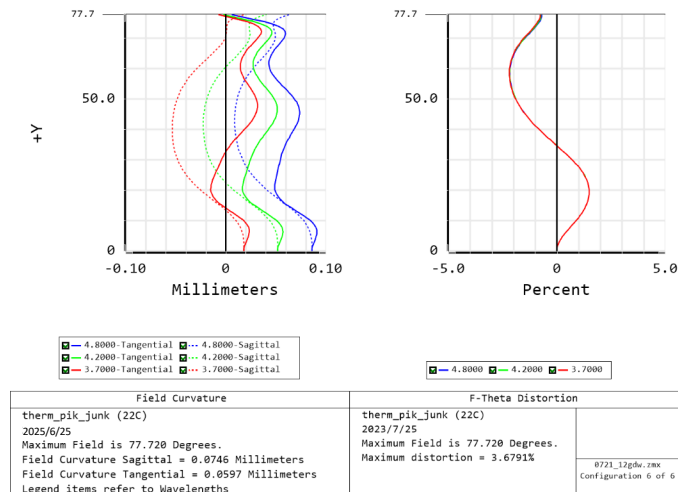 77.7
50.0
0
+Y
-0.10
0
0.10
Millimeters
77.7
50.0
0
-5.0
0
5.0
Percent
4.8000-Tangential 4.8000-Sagittal
4.2000-Tangential 4.2000-Sagittal
3.7000-Tangential 3.7000-Sagittal
4.8000 4.2000 3.7000
Field Curvature
therm_pik_junk (22C)
2025/6/25
Maximum Field is 77.720 Degrees.
Field Curvature Sagittal = 0.0746 Millimeters
Field Curvature Tangential = 0.0597 Millimeters
Legend items refer to Wavelengths
F-Theta Distortion
therm_pik_junk (22C)
2023/7/25
Maximum Field is 77.720 Degrees.
Maximum distortion = 3.6791%
0721_12gdw.zmx
Configuration 6 of 6